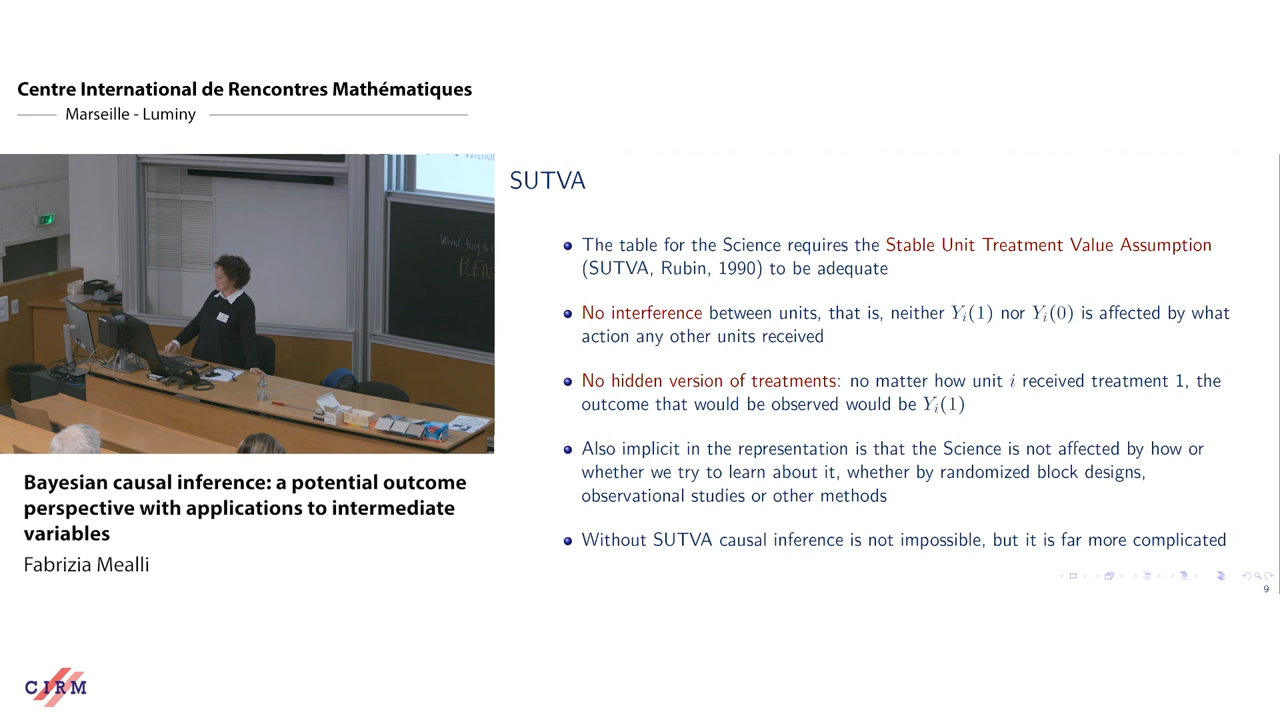 Centre International de Rencontres Mathématiques
Marseille - Luminy
www.
PLEA
Bayesian causal inference: a potential outcome
perspective with applications to intermediate
variables
Fabrizia Mealli
SUTVA
The table for the Science requires the Stable Unit Treatment Value Assumption
(SUTVA, Rubin, 1990) to be adequate
No interference between units, that is, neither Yᵢ(1) nor Yᵢ(0) is affected by what
action any other units received
No hidden version of treatments: no matter how unit i received treatment 1, the
outcome that would be observed would be Yᵢ(1)
Also implicit in the representation is that the Science is not affected by how or
whether we try to learn about it, whether by randomized block designs,
observational studies or other methods
Without SUTVA causal inference is not impossible, but it is far more complicated
9
CIRM